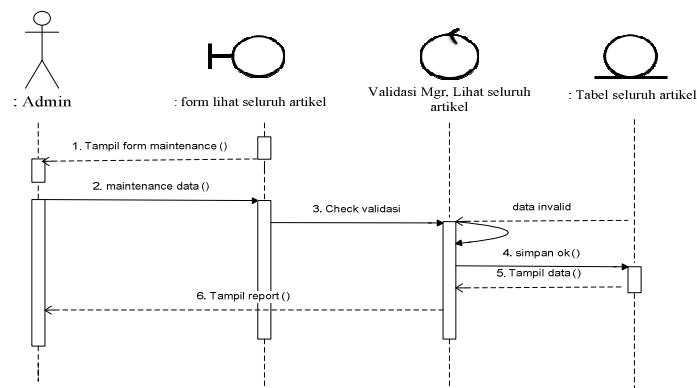 : Admin
: form lihat seluruh artikel
Validasi Mgr. Lihat seluruh
artikel
: Tabel seluruh artikel
1. Tampil form maintenance()
2. maintenance data()
3. Check validasi
data invalid
4. simpan ok()
5. Tampil data()
6. Tampil report()